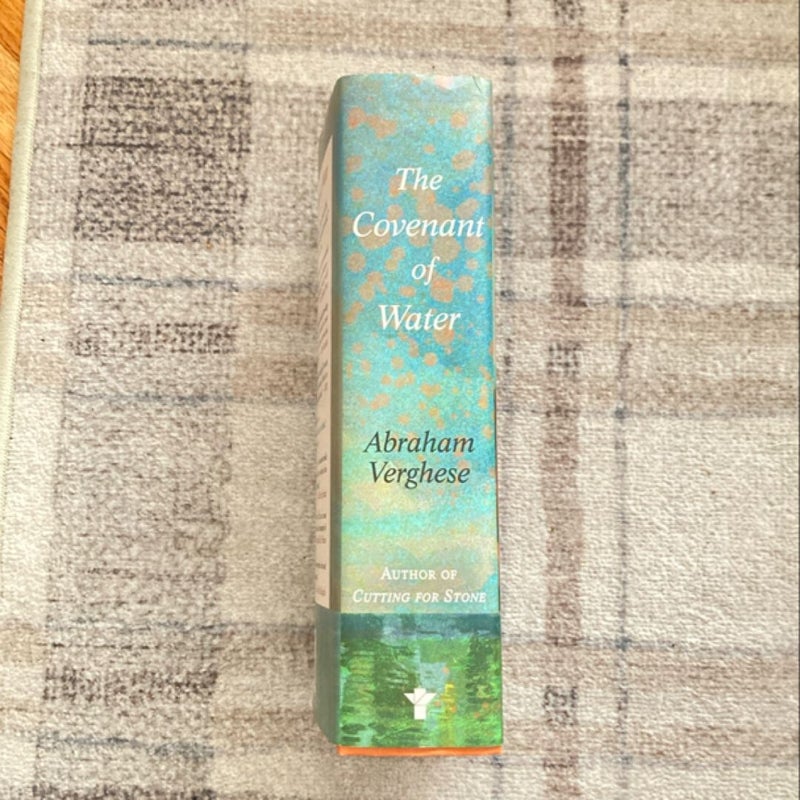 The
Covenant
of
Water
Abraham
Verghese
AUTHOR OF
CUTTING FOR STONE